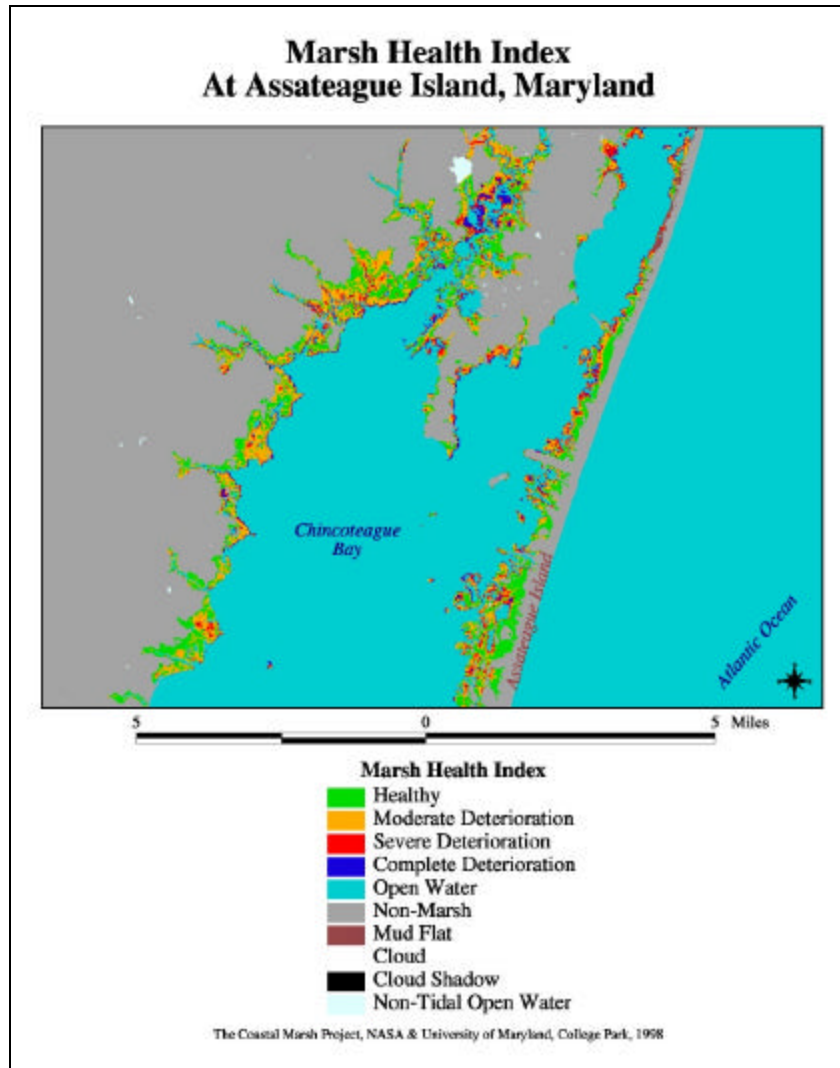 Marsh Health Index
At Assateague Island, Maryland
Chincoteague
Bay
Assateague Island
Atlantic Ocean
5 0 5 Miles
Marsh Health Index
Healthy
Moderate Deterioration
Severe Deterioration
Complete Deterioration
Open Water
Non-Marsh
Mud Flat
Cloud
Cloud Shadow
Non-Tidal Open Water
The Coastal Marsh Project, NASA & University of Maryland, College Park, 1998